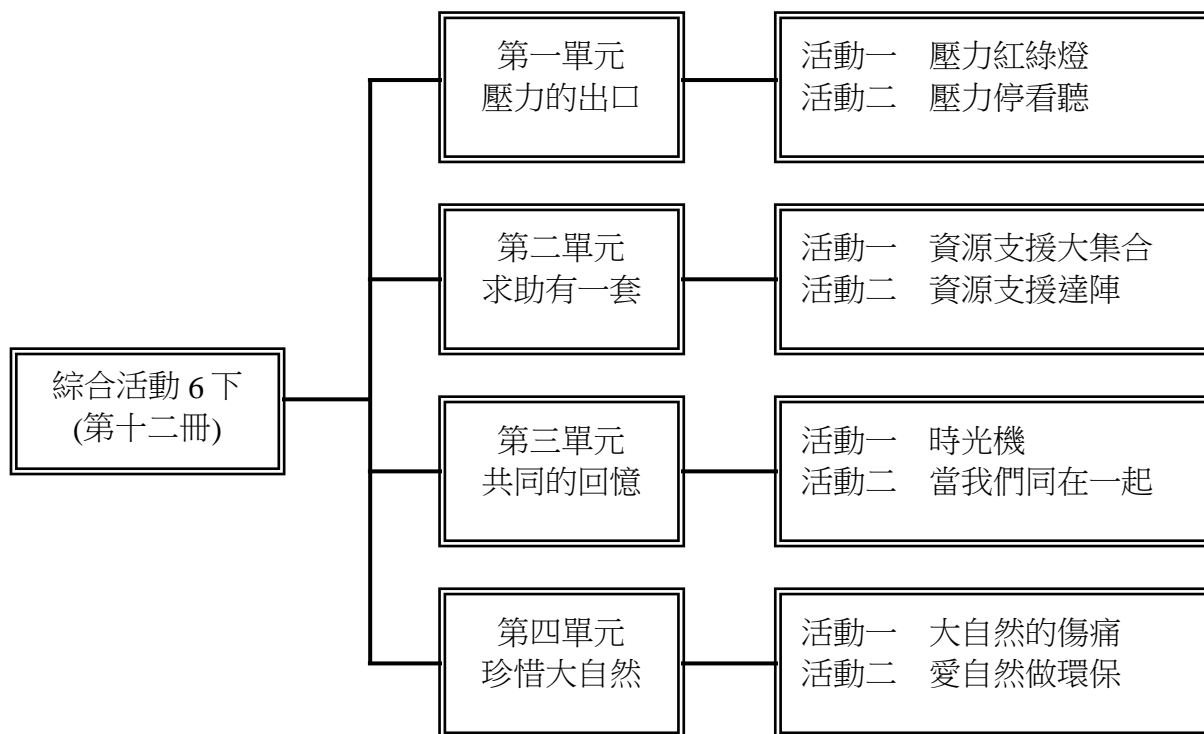 第一單元
壓力的出口
活動一　壓力紅綠燈
活動二　壓力停看聽
第二單元
求助有一套
活動一　資源支援大集合
活動二　資源支援達陣
綜合活動 6 下
(第十二冊)
第三單元
共同的回憶
活動一　時光機
活動二　當我們同在一起
第四單元
珍惜大自然
活動一　大自然的傷痛
活動二　愛自然做環保